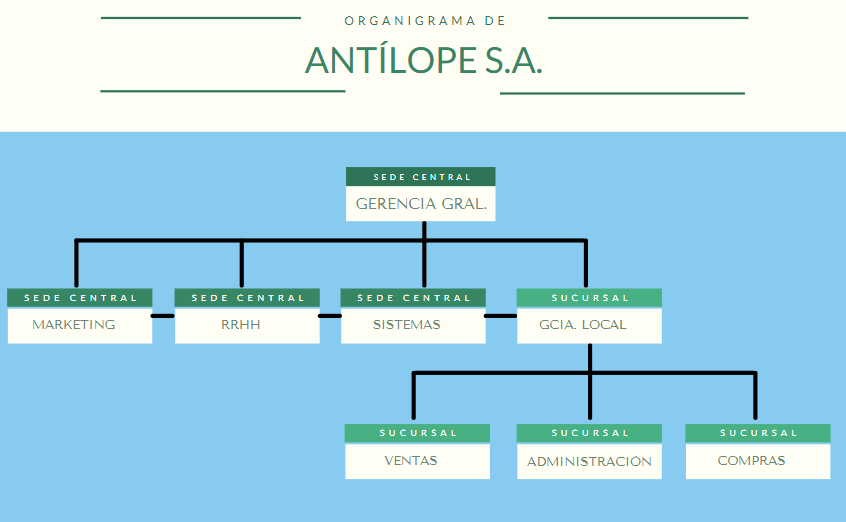 ORGANIGRAMA DE
ANTÍLOPE S.A.
SEDE CENTRAL
GERENCIA GRAL.
SEDE CENTRAL
MARKETING
SEDE CENTRAL
RRHH
SEDE CENTRAL
SISTEMAS
SUCURSAL
GCIA. LOCAL
SUCURSAL
VENTAS
SUCURSAL
ADMINISTRACIÓN
SUCURSAL
COMPRAS